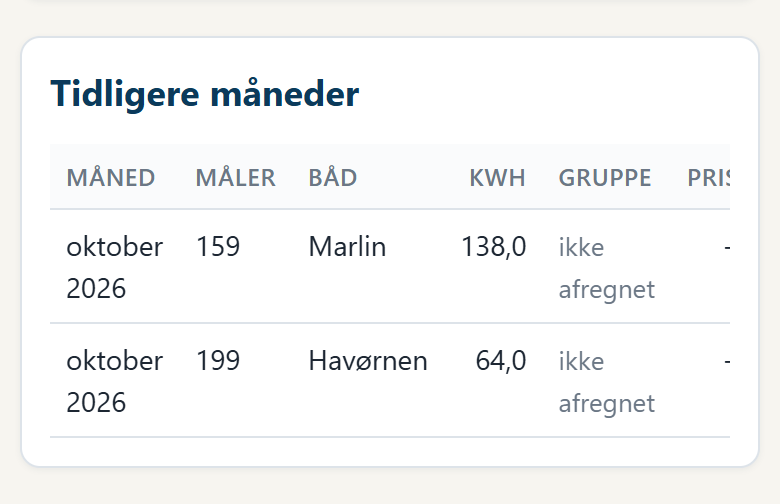 Tidligere måneder
MÅNED MÅLER BÅD KWH GRUPPE
oktober 2026 159 Marlin 138,0 ikke afregnet -
oktober 2026 199 Havørnen 64,0 ikke afregnet -